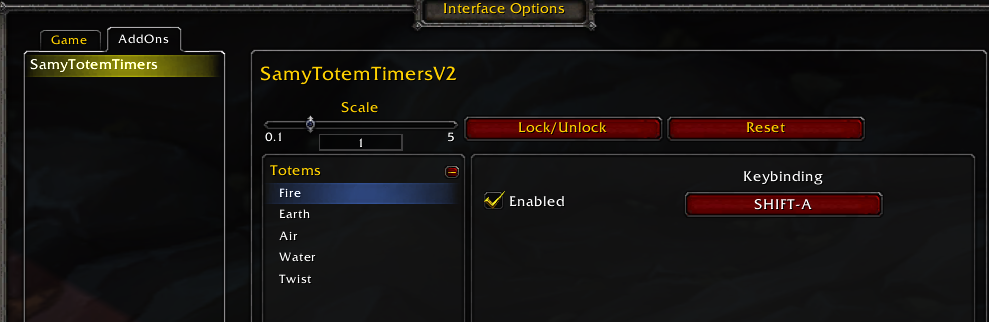 Interface Options
Game AddOns
SamyTotemTimers
SamyTotemTimersV2
Scale
0.1 1 5
Lock/Unlock Reset
Totems
Fire
Earth
Air
Water
Twist
Enabled
Keybinding
SHIFT-A